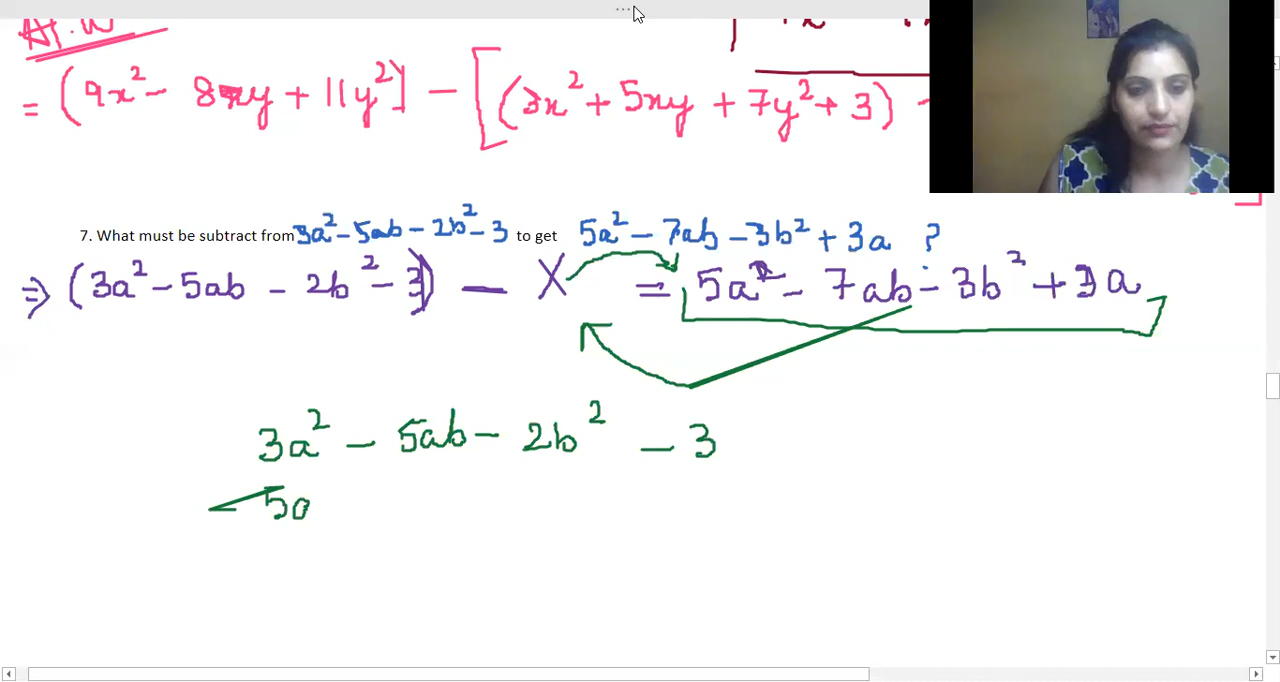 = (9x² - 8xy + 11y²] - [(3x² + 5xy + 7y² + 3) -
7. What must be subtract from 3a² - 5ab - 2b² - 3 to get 5a² - 7ab - 3b² + 3a ?
⇒ (3a² - 5ab - 2b² - 3) - X = 5a² - 7ab - 3b² + 3a
3a² - 5ab - 2b² - 3
5a